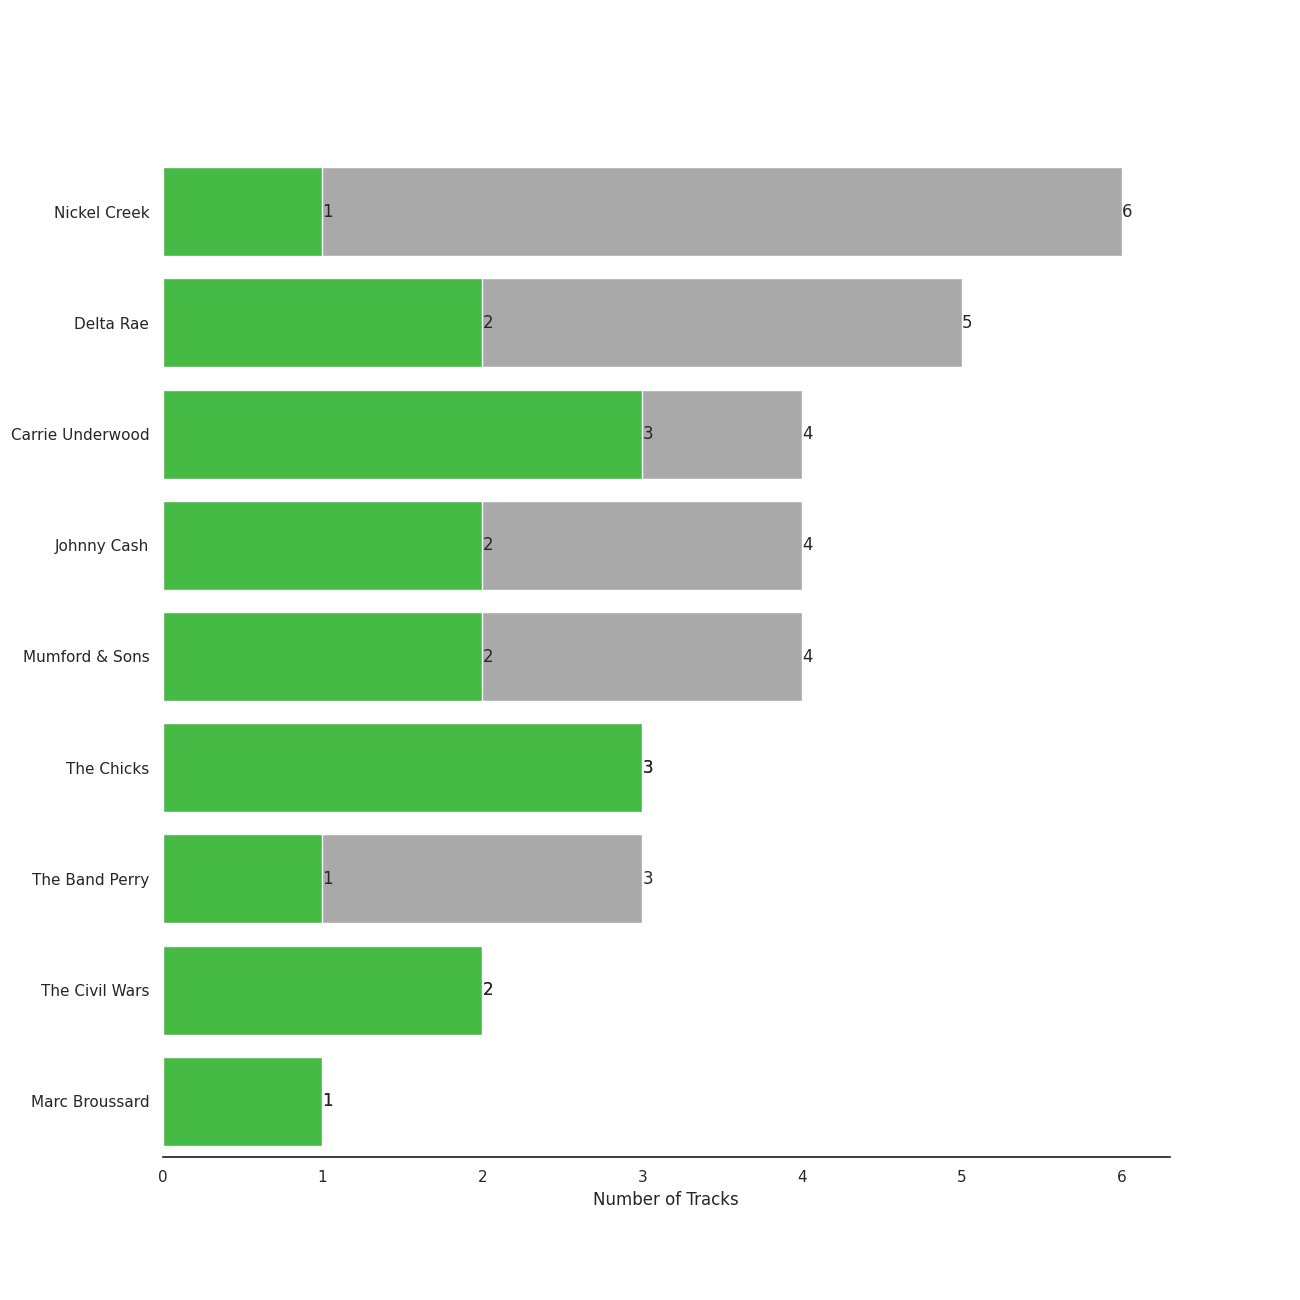 Nickel Creek 1 6
Delta Rae 2 5
Carrie Underwood 3 4
Johnny Cash 2 4
Mumford & Sons 2 4
The Chicks 3
The Band Perry 1 3
The Civil Wars 2
Marc Broussard 1
0 1 2 3 4 5 6
Number of Tracks